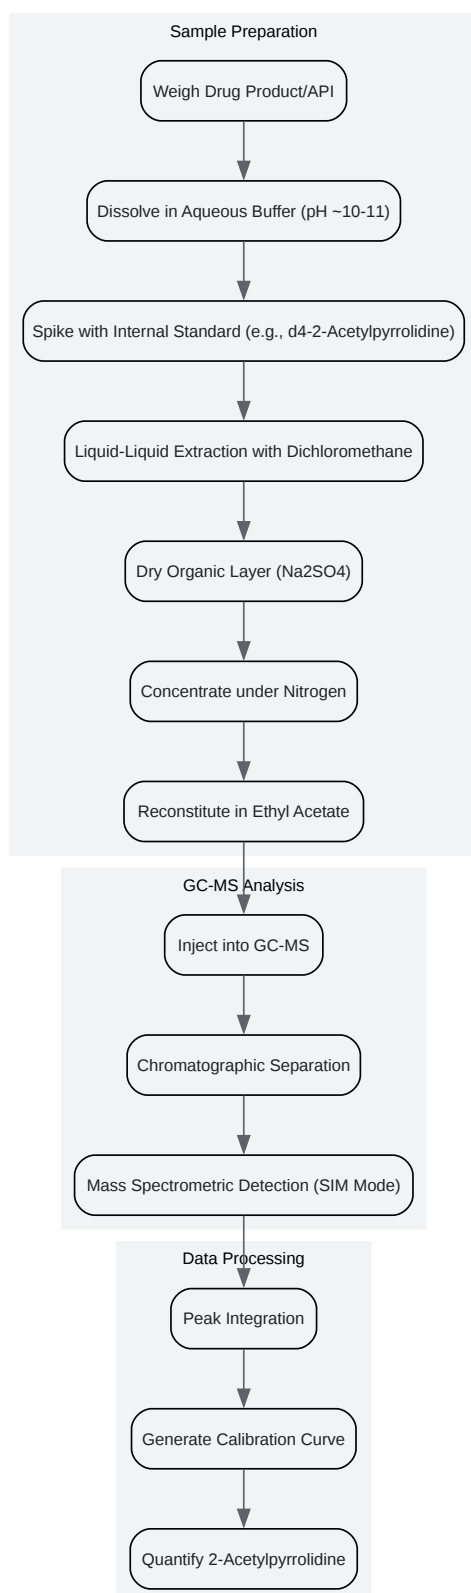 Sample Preparation
Weigh Drug Product/API
Dissolve in Aqueous Buffer (pH ~10-11)
Spike with Internal Standard (e.g., d4-2-Acetylpyrrolidine)
Liquid-Liquid Extraction with Dichloromethane
Dry Organic Layer (Na2SO4)
Concentrate under Nitrogen
Reconstitute in Ethyl Acetate
GC-MS Analysis
Inject into GC-MS
Chromatographic Separation
Mass Spectrometric Detection (SIM Mode)
Data Processing
Peak Integration
Generate Calibration Curve
Quantify 2-Acetylpyrrolidine